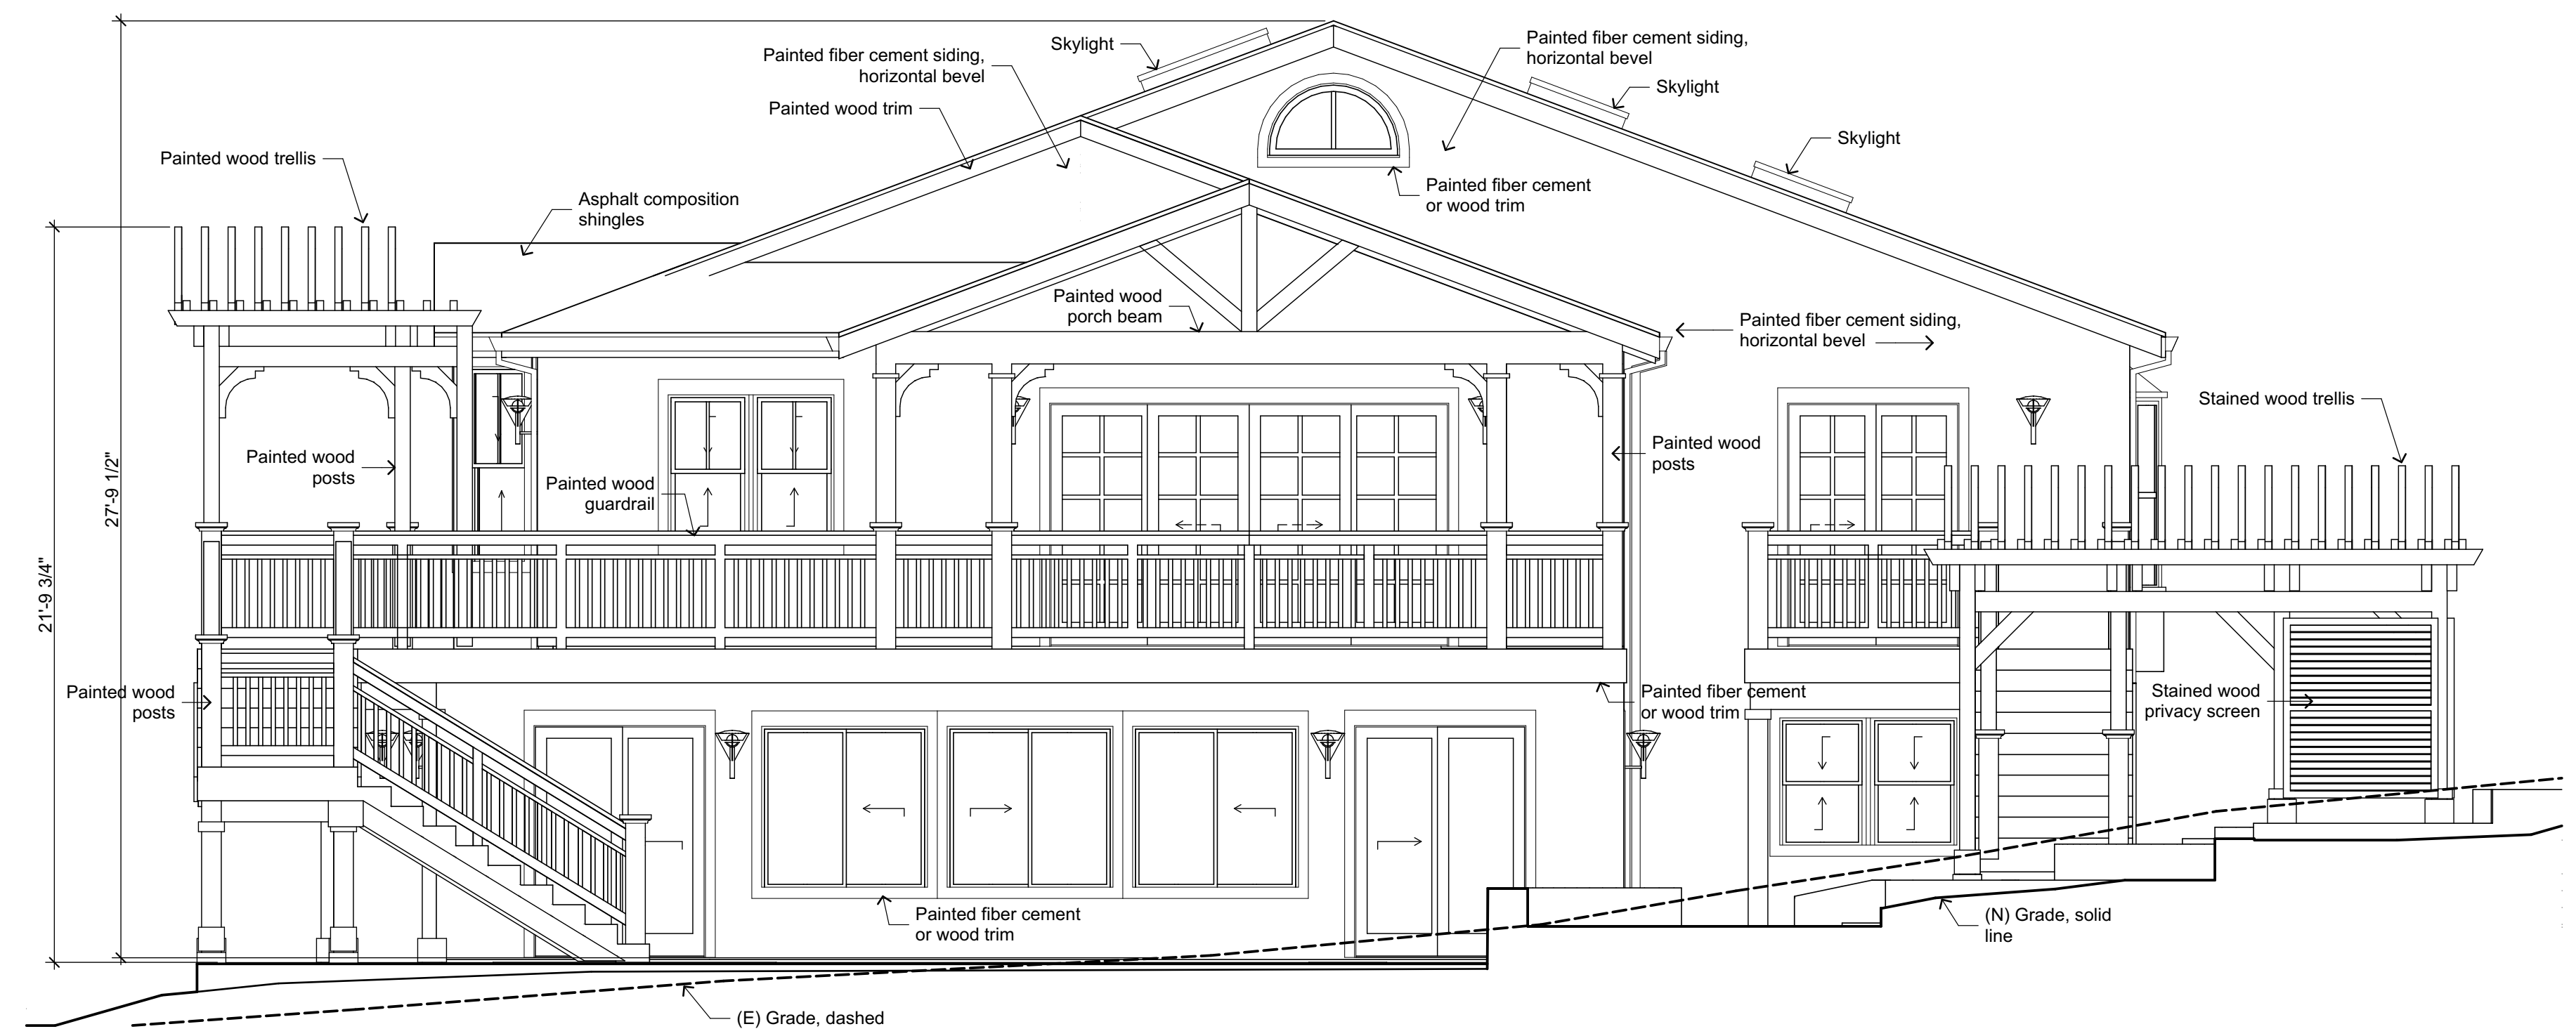 Skylight
Painted fiber cement siding,
horizontal bevel
Painted fiber cement siding,
horizontal bevel
Skylight
Painted wood trim
Skylight
Painted wood trellis
Asphalt composition
shingles
Painted fiber cement
or wood trim
Painted wood
porch beam
Painted fiber cement siding,
horizontal bevel
Stained wood trellis
Painted wood
posts
Painted wood
guardrail
Painted wood
posts
27'-9 1/2"
21'-9 3/4"
Painted wood
posts
Painted fiber cement
or wood trim
Stained wood
privacy screen
Painted fiber cement
or wood trim
(N) Grade, solid
line
(E) Grade, dashed